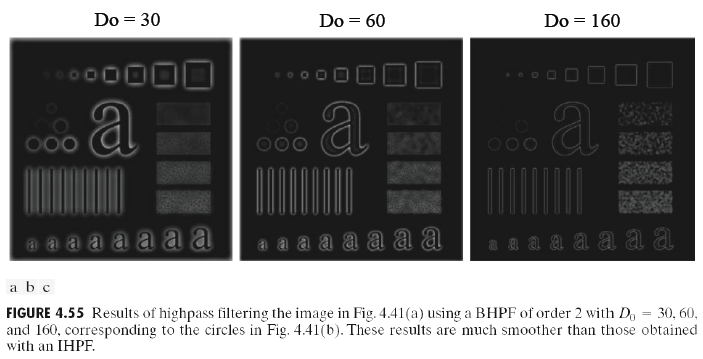 Do = 30 Do = 60 Do = 160
a
a
a
a a a a a a a a
a a a a a a a a
a a a a a a a a
a b c
FIGURE 4.55 Results of highpass filtering the image in Fig. 4.41(a) using a BHPF of order 2 with D₀ = 30, 60,
and 160, corresponding to the circles in Fig. 4.41(b). These results are much smoother than those obtained
with an IHPF.